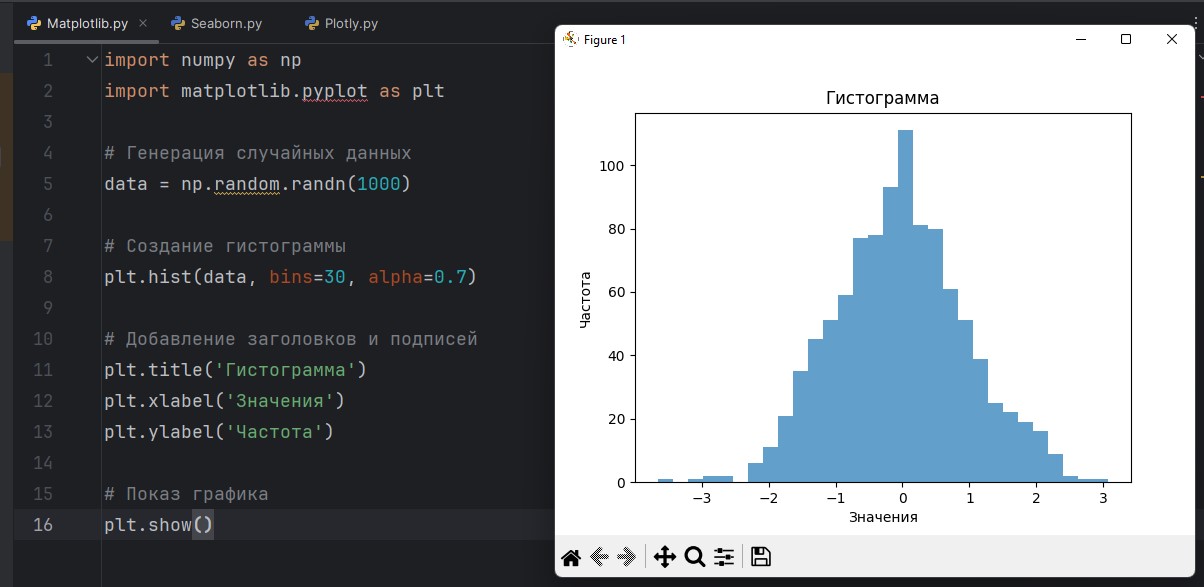 Matplotlib.py
Seaborn.py
Plotly.py
1 import numpy as np
2 import matplotlib.pyplot as plt
3
4 # Генерация случайных данных
5 data = np.random.randn(1000)
6
7 # Создание гистограммы
8 plt.hist(data, bins=30, alpha=0.7)
9
10 # Добавление заголовков и подписей
11 plt.title('Гистограмма')
12 plt.xlabel('Значения')
13 plt.ylabel('Частота')
14
15 # Показ графика
16 plt.show()
Figure 1
Гистограмма
Частота
100
80
60
40
20
0
−3 −2 −1 0 1 2 3
Значения